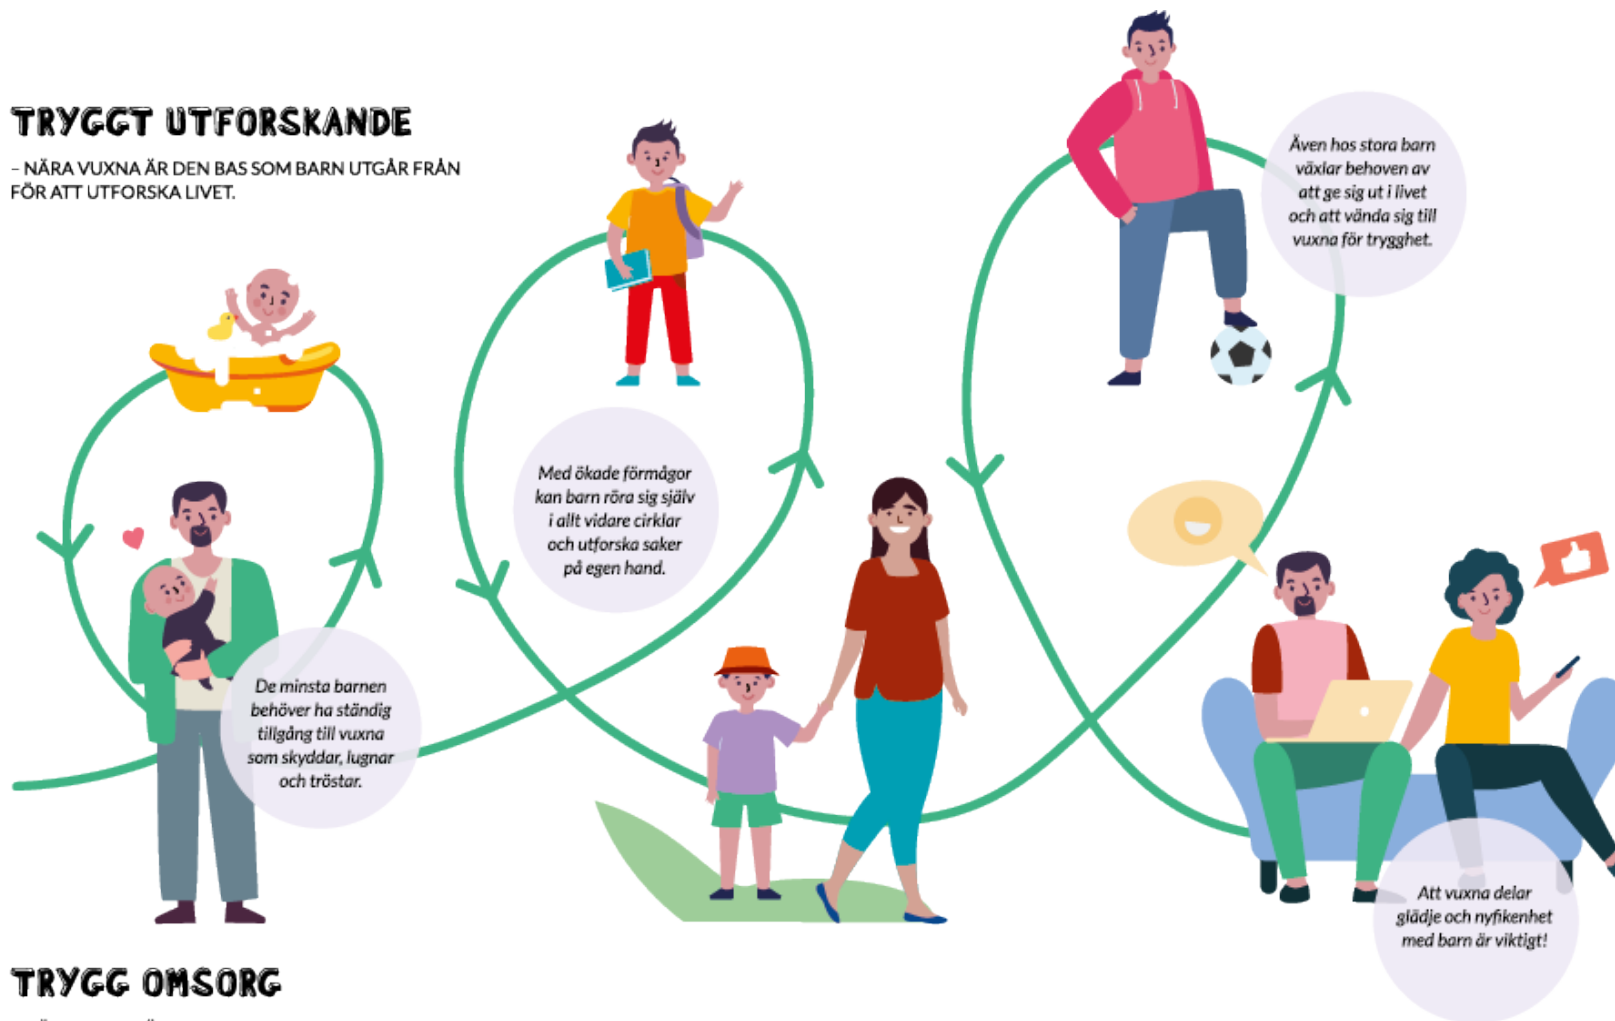 TRYGGT UTFORSKANDE
– NÄRA VUXNA ÄR DEN BAS SOM BARN UTGÅR FRÅN
FÖR ATT UTFORSKA LIVET.
Även hos stora barn
växlar behoven av
att ge sig ut i livet
och att vända sig till
vuxna för trygghet.
Med ökade förmågor
kan barn röra sig själv
i allt vidare cirklar
och utforska saker
på egen hand.
De minsta barnen
behöver ha ständig
tillgång till vuxna
som skyddar, lugnar
och tröstar.
Att vuxna delar
glädje och nyfikenhet
med barn är viktigt!
TRYGG OMSORG